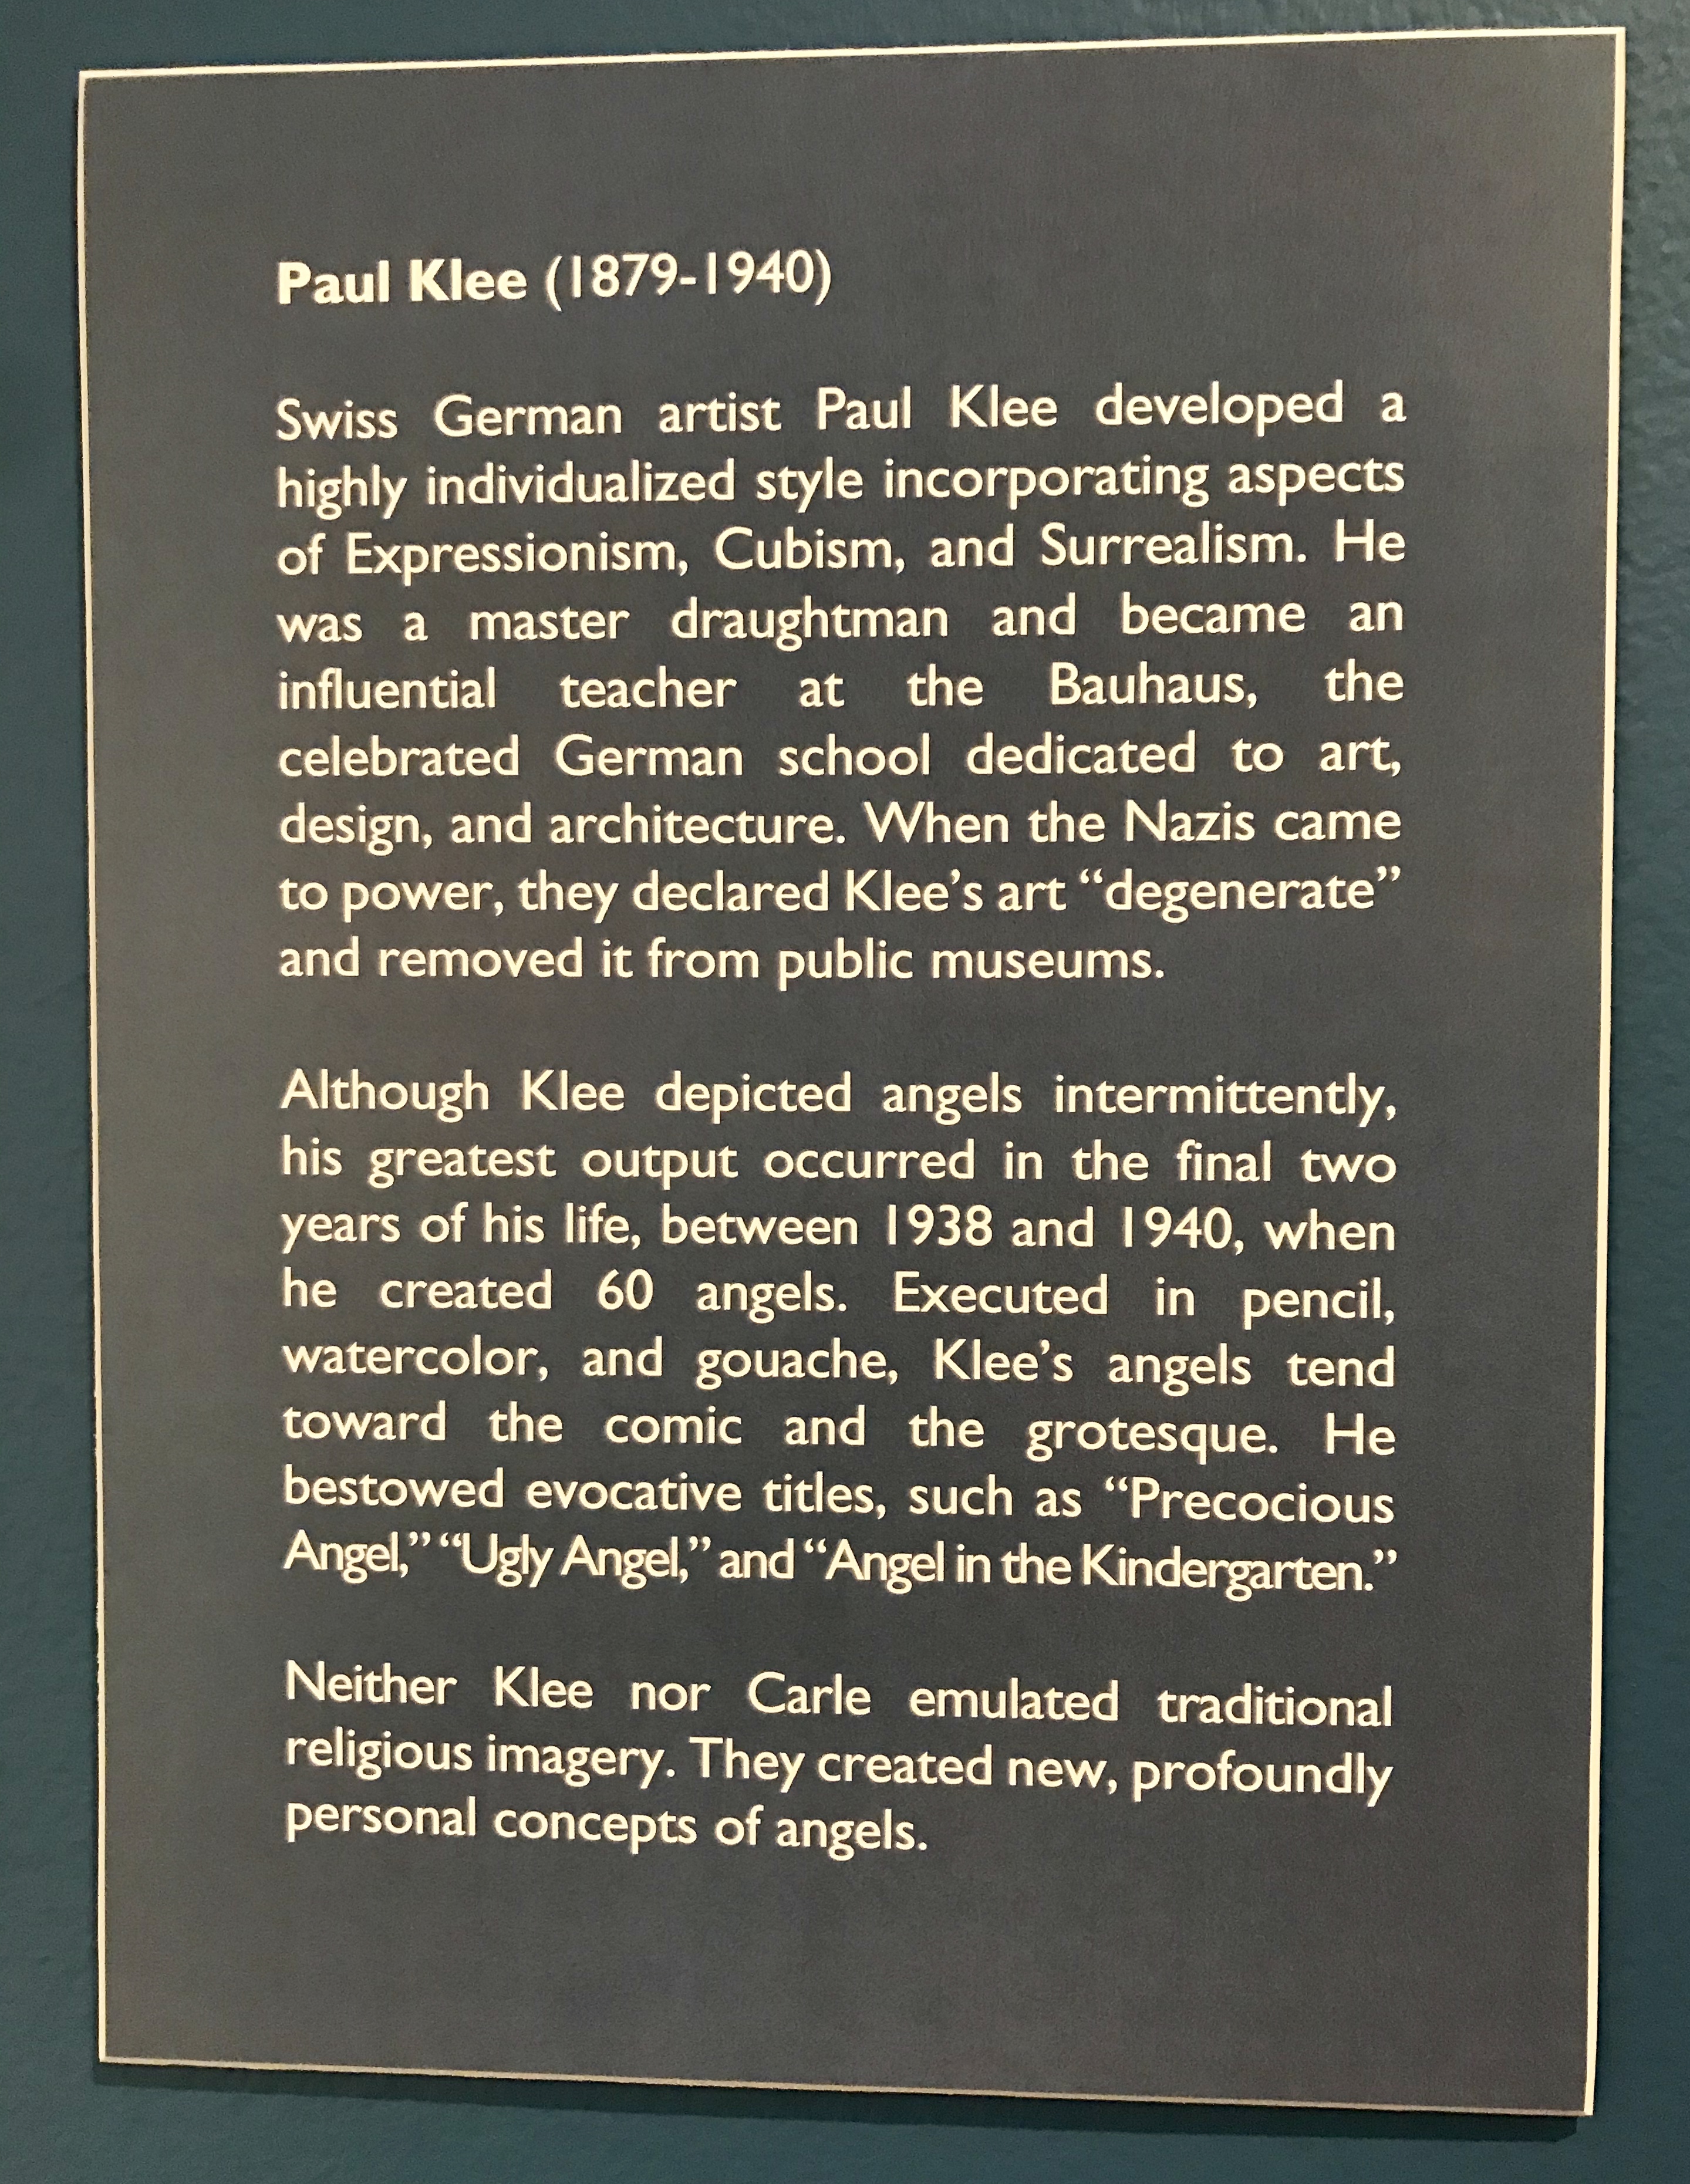 Paul Klee (1879-1940)
Swiss German artist Paul Klee developed a
highly individualized style incorporating aspects
of Expressionism, Cubism, and Surrealism. He
was a master draughtman and became an
influential teacher at the Bauhaus, the
celebrated German school dedicated to art,
design, and architecture. When the Nazis came
to power, they declared Klee’s art “degenerate”
and removed it from public museums.
Although Klee depicted angels intermittently,
his greatest output occurred in the final two
years of his life, between 1938 and 1940, when
he created 60 angels. Executed in pencil,
watercolor, and gouache, Klee’s angels tend
toward the comic and the grotesque. He
bestowed evocative titles, such as “Precocious
Angel,” “Ugly Angel,” and “Angel in the Kindergarten.”
Neither Klee nor Carle emulated traditional
religious imagery. They created new, profoundly
personal concepts of angels.